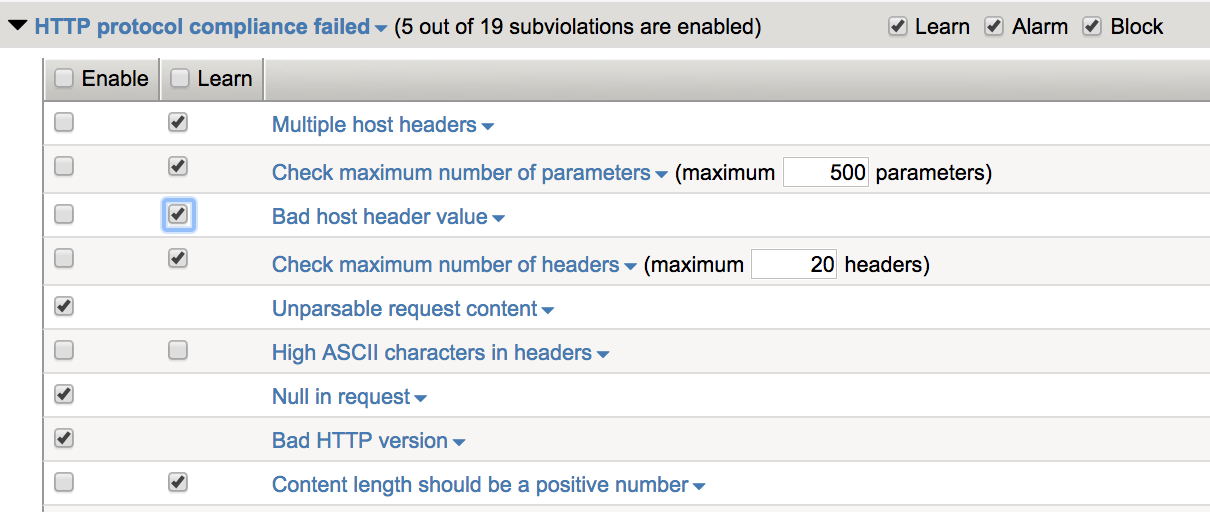 HTTP protocol compliance failed (5 out of 19 subviolations are enabled) Learn Alarm Block
Enable Learn
Multiple host headers
Check maximum number of parameters (maximum 500 parameters)
Bad host header value
Check maximum number of headers (maximum 20 headers)
Unparsable request content
High ASCII characters in headers
Null in request
Bad HTTP version
Content length should be a positive number